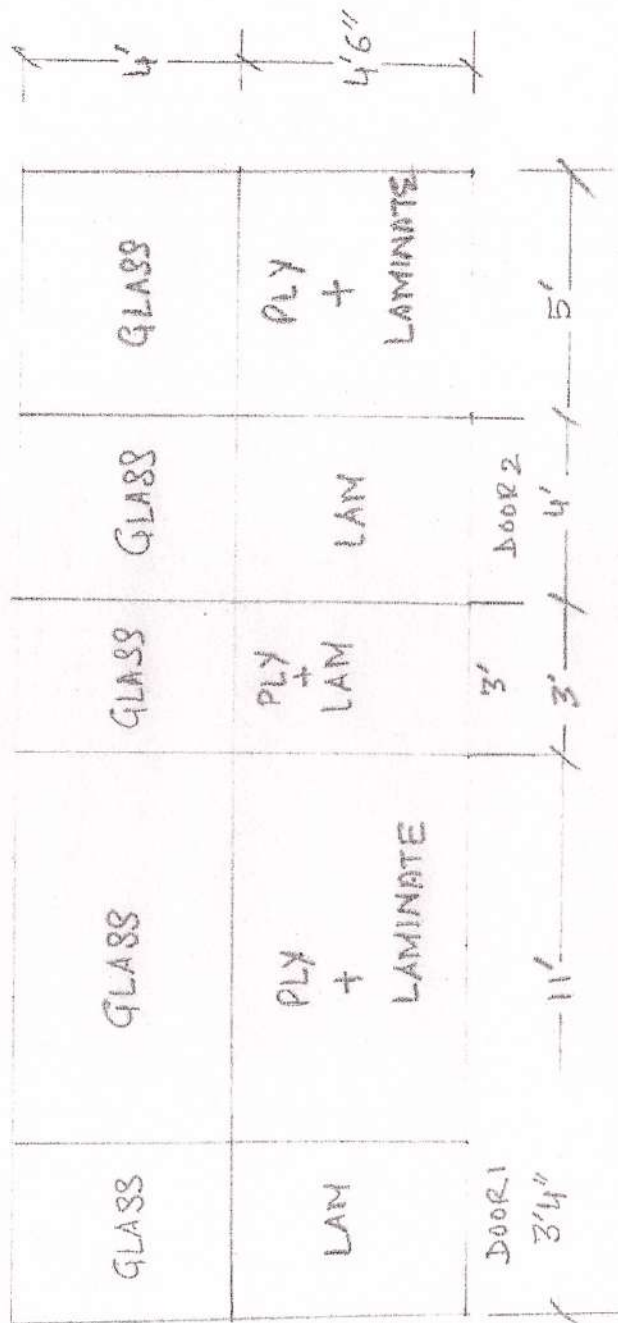 GLASS
GLASS
GLASS
GLASS
GLASS
4'
LAM
PLY
+
LAMINATE
PLY
+
LAM
LAM
PLY
+
LAMINATE
4'6"
DOOR 1
3'
DOOR 2
3'4"
11'
3'
4'
5'